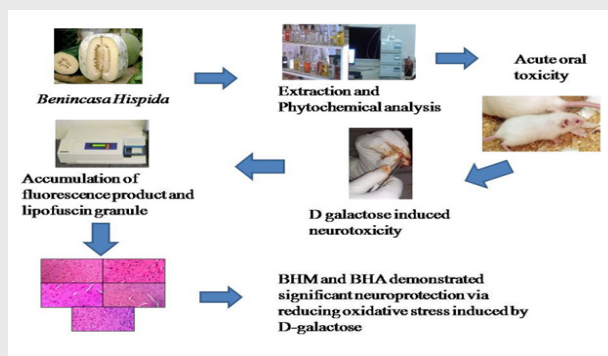 Benincasa Hispida
Extraction and
Phytochemical analysis
Acute oral
toxicity
D galactose induced
neurotoxicity
Accumulation of
fluorescence product and
lipofuscin granule
BHM and BHA demonstrated
significant neuroprotection via
reducing oxidative stress induced by
D-galactose